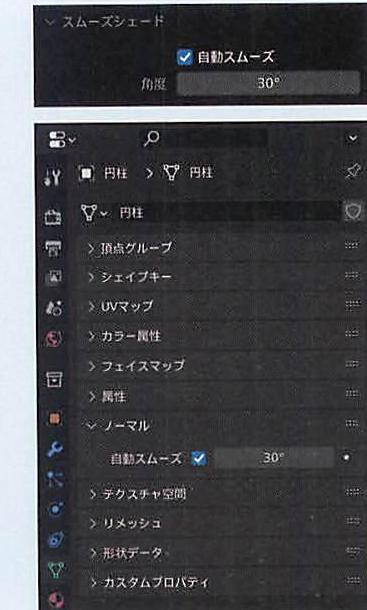 スムーズシェード
自動スムーズ
角度 30°
円柱 > 円柱
円柱
頂点グループ
シェイプキー
UVマップ
カラー属性
フェイスマップ
属性
ノーマル
自動スムーズ 30°
テクスチャ空間
リメッシュ
形状データ
カスタムプロパティ